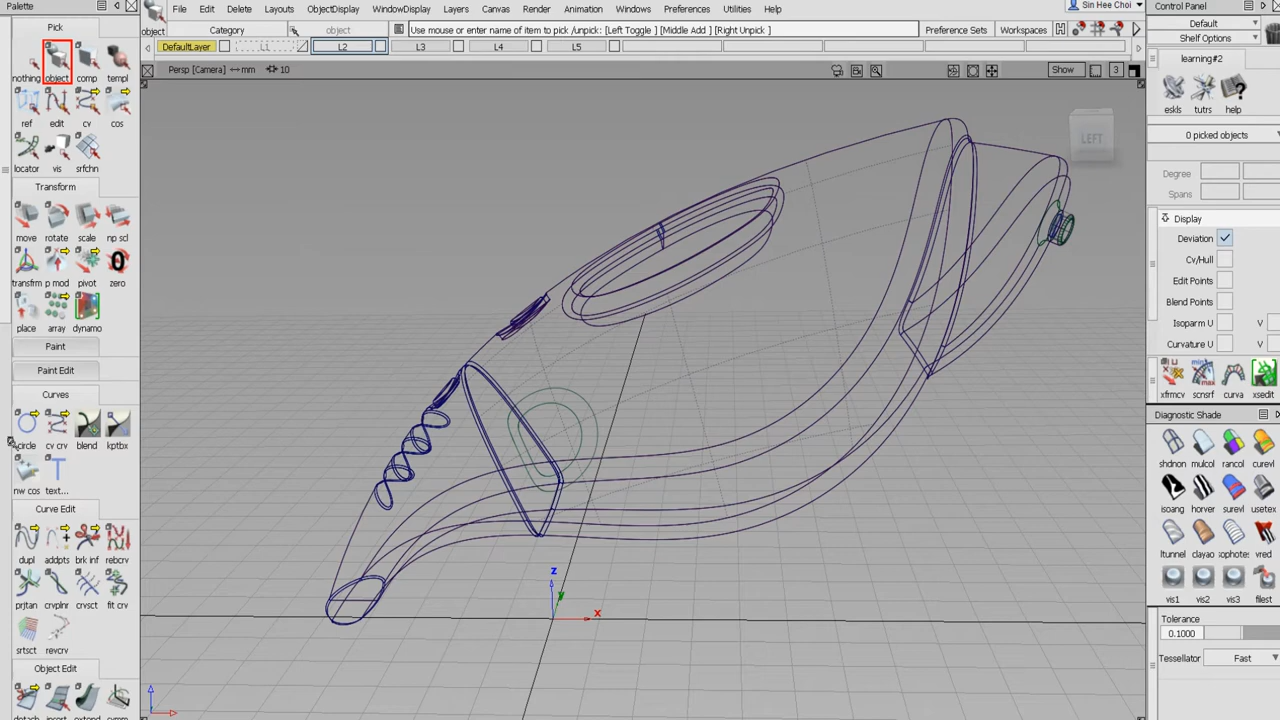 Palette
File Edit Delete Layouts ObjectDisplay WindowDisplay Layers Canvas Render Animation Windows Preferences Utilities Help
Sin Hee Choi
Control Panel
Pick
object
Category
object
Use mouse or enter name of item to pick /unpick: [Left Toggle ] [Middle Add ] [Right Unpick ]
Preference Sets
Workspaces
Default
Shelf Options
DefaultLayer L1 L2 L3 L4 L5
learning#2
Persp [Camera] mm 10
Show
3
nothing object comp templ
eskls tutrs help
ref edit cv cos
LEFT
0 picked objects
locator vis srfchn
Degree
Spans
Transform
Display
move rotate scale np scl
Deviation
Cv/Hull
transfrm p mod pivot zero
Edit Points
Blend Points
place array dynamo
Isoparm U V
Paint
Curvature U V
Paint Edit
Curves
xfrmcv scnsrf curva xsedit
Diagnostic Shade
circle cv crv blend kptbx
shdnon mulcol rancol curevl
nw cos text...
isoang horver surevl usetex
Curve Edit
dupl addpts brk inf rebcrv
ltunnel clayao sophotes firecrv
prjtan crvplnr crvsct fit crv
vis1 vis2 vis3 filest
srtsct revcrv
Tolerance
0.1000
Tessellator Fast
Object Edit
z
y
x
detach insert extend symm